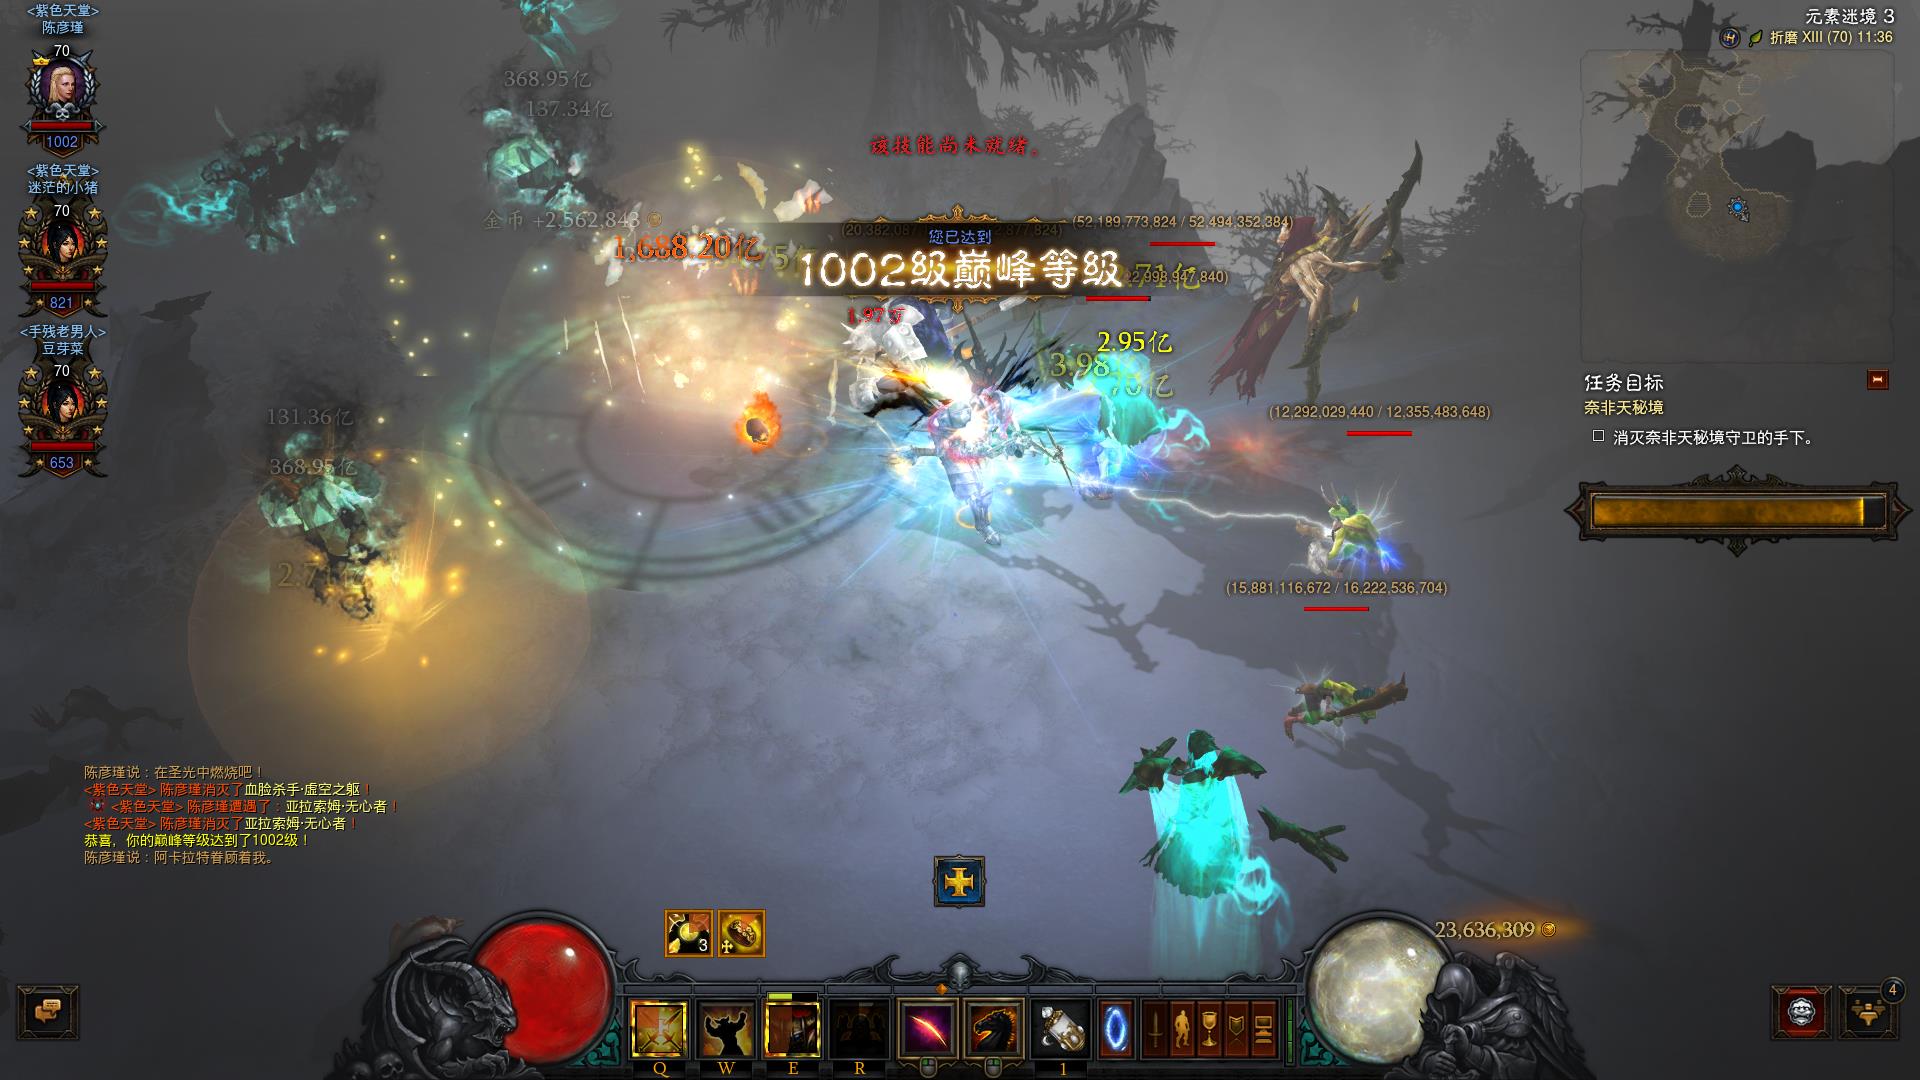 <紫色天堂>
陈彦瑾
70
1002
<紫色天堂>
迷茫的小猪
70
821
<手残老男人>
豆芽菜
70
653
元素迷境 3
折磨 XIII (70) 11:36
368.95亿
137.34亿
该技能尚未就绪。
金币 +2,562,843
1,688.20亿
(52,189,773,824 / 52,494,352,384)
您已达到
1002级巅峰等级
2.95亿
3.98
131.36亿
368.95亿
(12,292,029,440 / 12,355,483,648)
(15,881,116,672 / 16,222,536,704)
任务目标
奈非天秘境
消灭奈非天秘境守卫的手下。
陈彦瑾说：在圣光中燃烧吧！
<紫色天堂> 陈彦瑾消灭了血脸杀手·虚空之躯！
<紫色天堂> 陈彦瑾遭遇了：亚拉索姆·无心者！
<紫色天堂> 陈彦瑾消灭了亚拉索姆·无心者！
恭喜，你的巅峰等级达到了1002级！
陈彦瑾说：阿卡拉特眷顾着我。
3
23,636,309
4
Q W E R 1